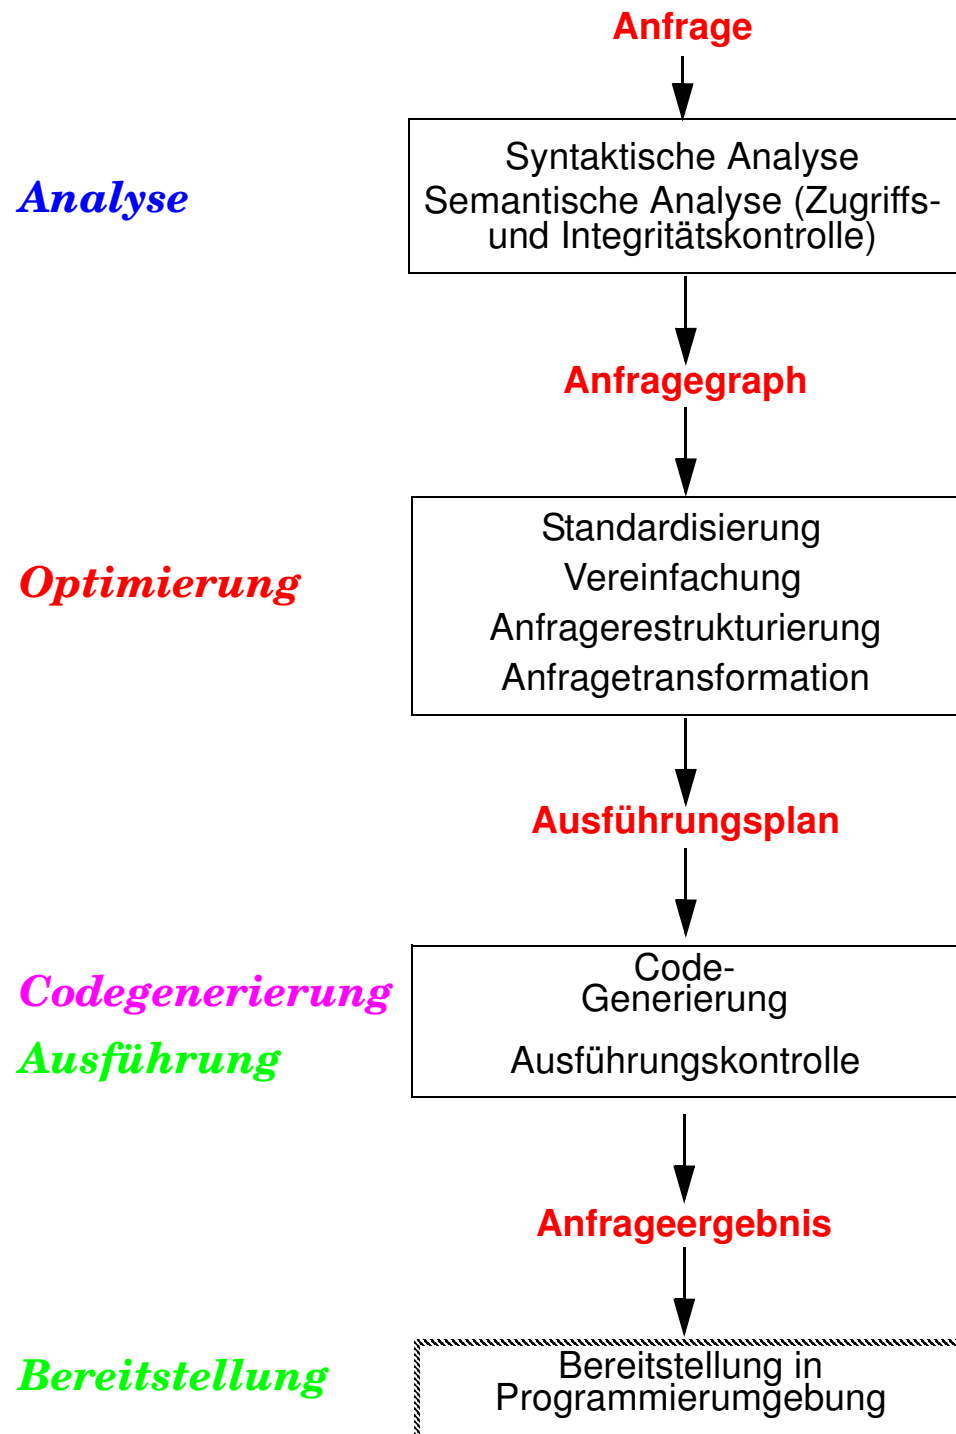 Anfrage
Syntaktische Analyse
Analyse
Semantische Analyse (Zugriffs-
und Integritätskontrolle)
Anfragegraph
Standardisierung
Optimierung
Vereinfachung
Anfragerestrukturierung
Anfragetransformation
Ausführungsplan
Codegenerierung
Code-
Generierung
Ausführung
Ausführungskontrolle
Anfrageergebnis
Bereitstellung
Bereitstellung in
Programmierumgebung